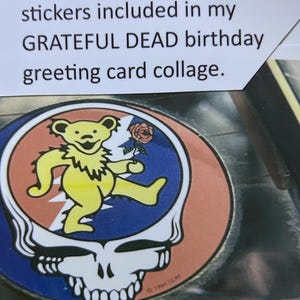 stickers included in my
GRATEFUL DEAD birthday
greeting card collage.